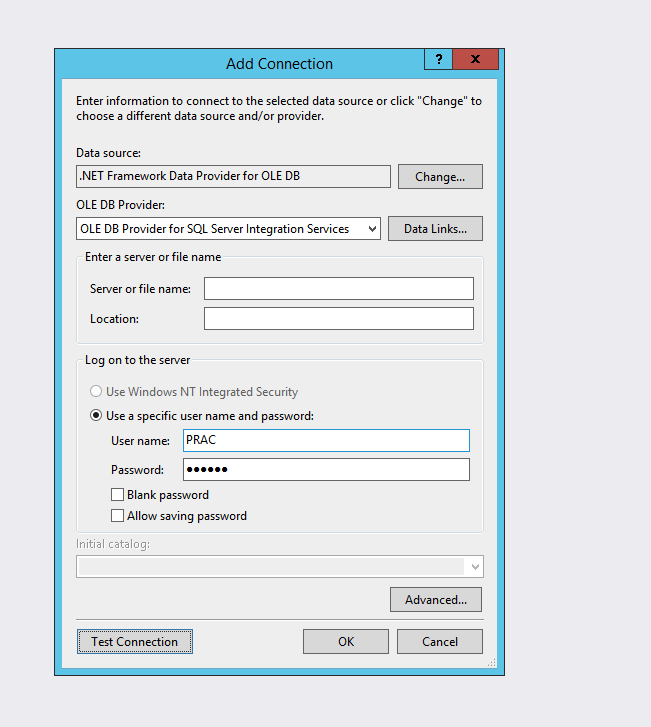 Add Connection
?
x
Enter information to connect to the selected data source or click "Change" to
choose a different data source and/or provider.
Data source:
.NET Framework Data Provider for OLE DB
Change...
OLE DB Provider:
OLE DB Provider for SQL Server Integration Services
Data Links...
Enter a server or file name
Server or file name:
Location:
Log on to the server
Use Windows NT Integrated Security
Use a specific user name and password:
User name:
PRAC
Password:
●●●●●●
Blank password
Allow saving password
Initial catalog:
Advanced...
Test Connection
OK
Cancel